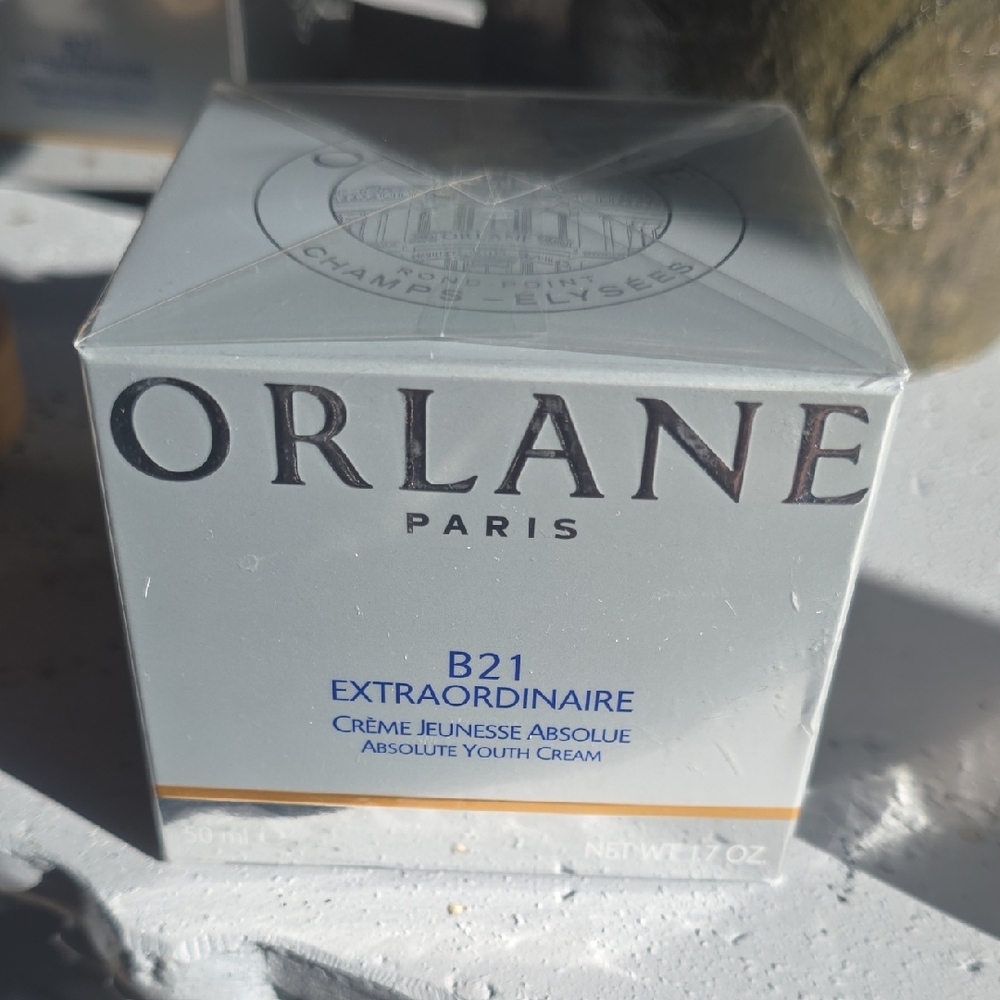 ROND-POINT
CHAMPS-ÉLYSÉES
ORLANE
PARIS
B21
EXTRAORDINAIRE
CRÈME JEUNESSE ABSOLUE
ABSOLUTE YOUTH CREAM
50 ml e
NET WT 1.7 OZ.